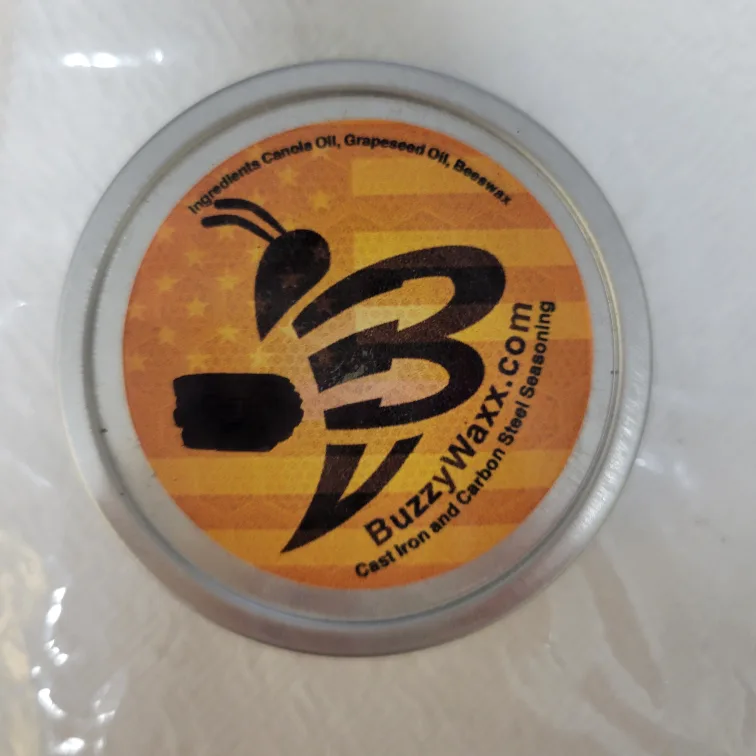 Ingredients Canola Oil, Grapeseed Oil, Beeswax
BuzzyWaxx.com
Cast Iron and Carbon Steel Seasoning